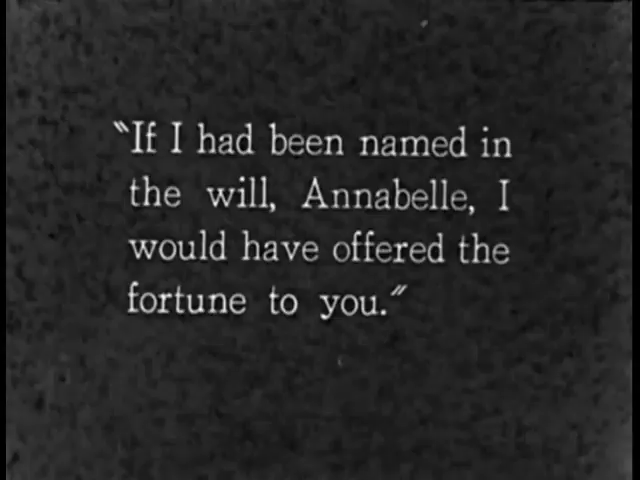 "If I had been named in
the will, Annabelle, I
would have offered the
fortune to you."